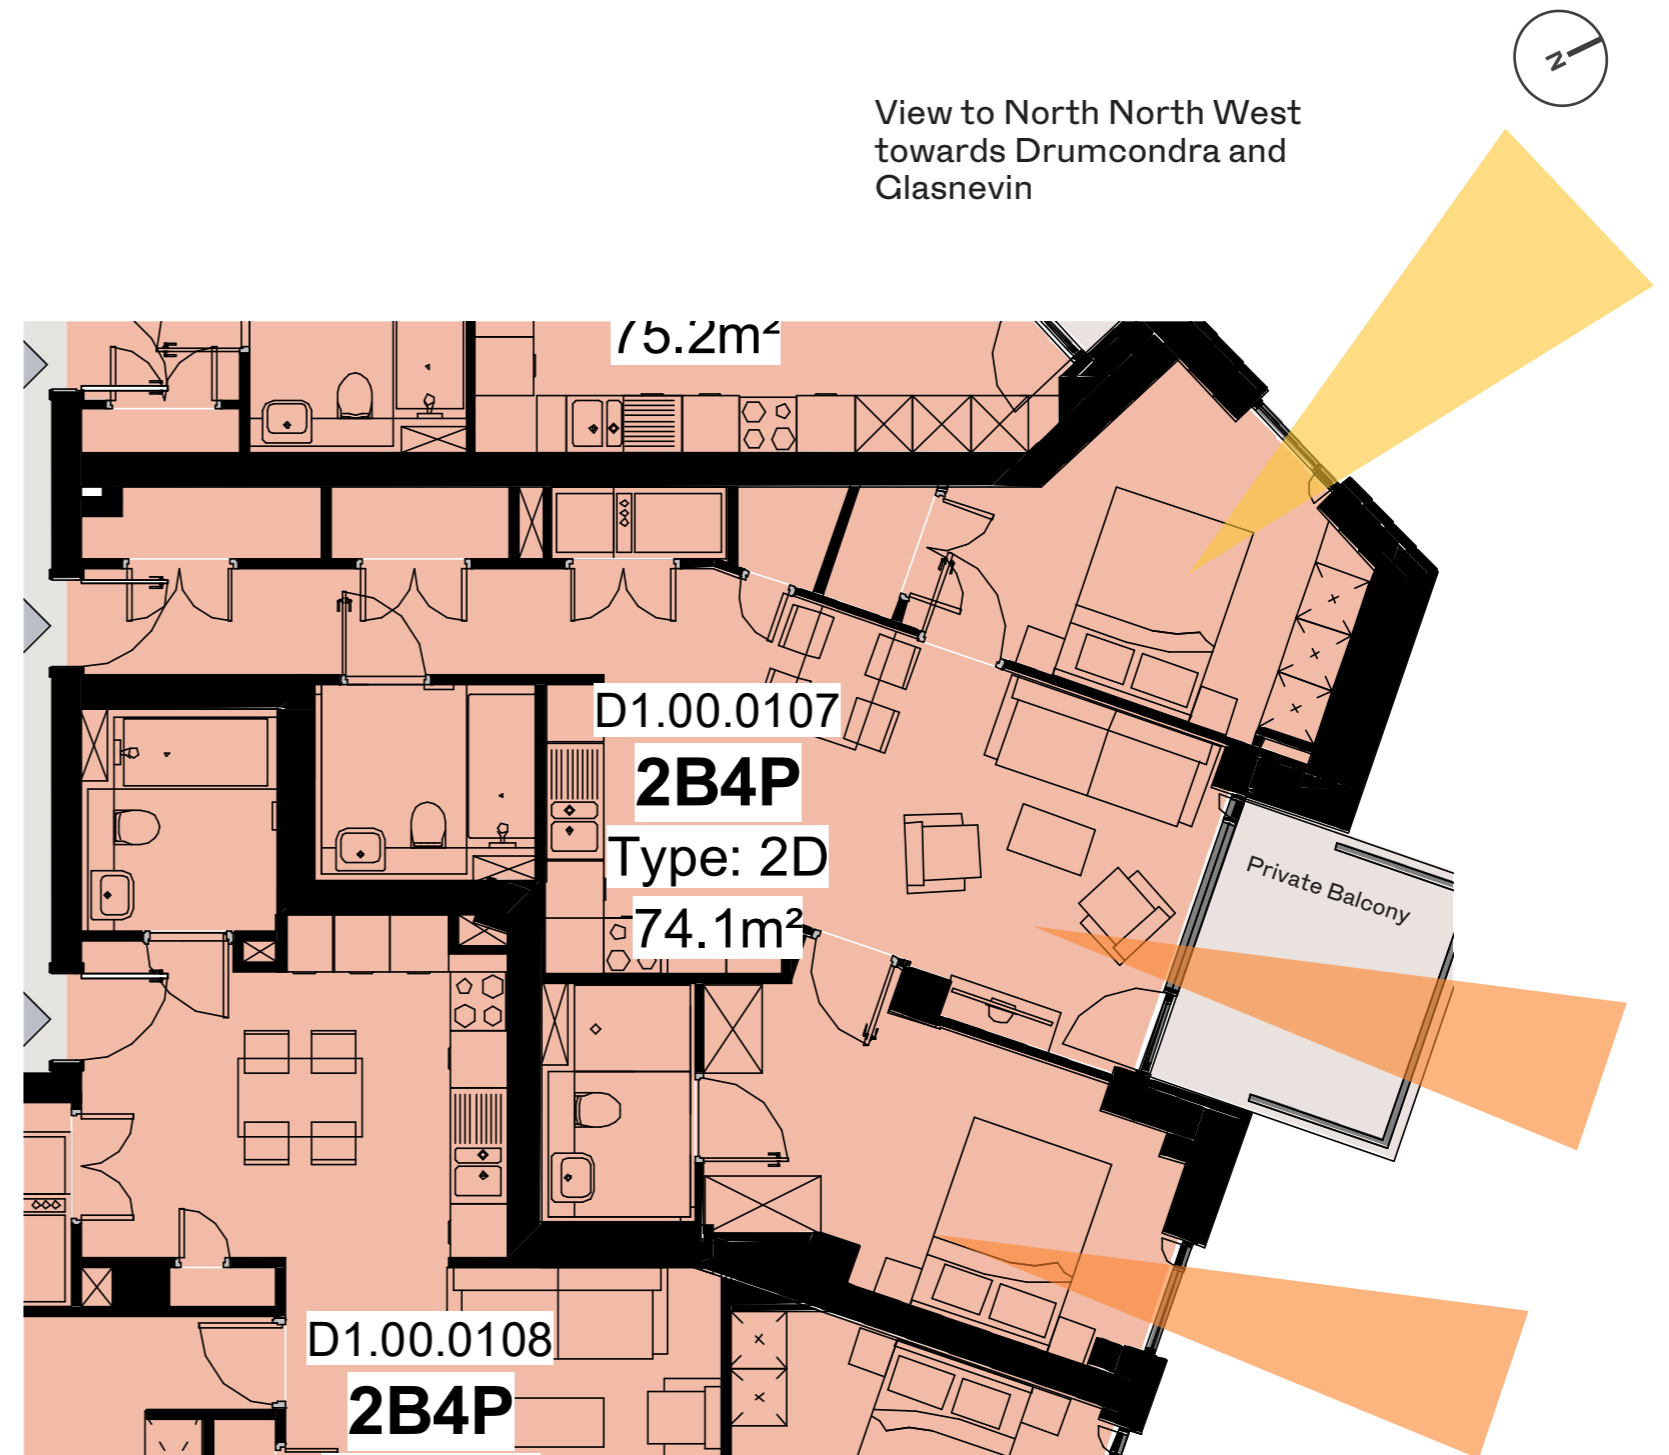 N
View to North North West
towards Drumcondra and
Glasnevin
75.2m²
D1.00.0107
2B4P
Type: 2D
74.1m²
Private Balcony
D1.00.0108
2B4P